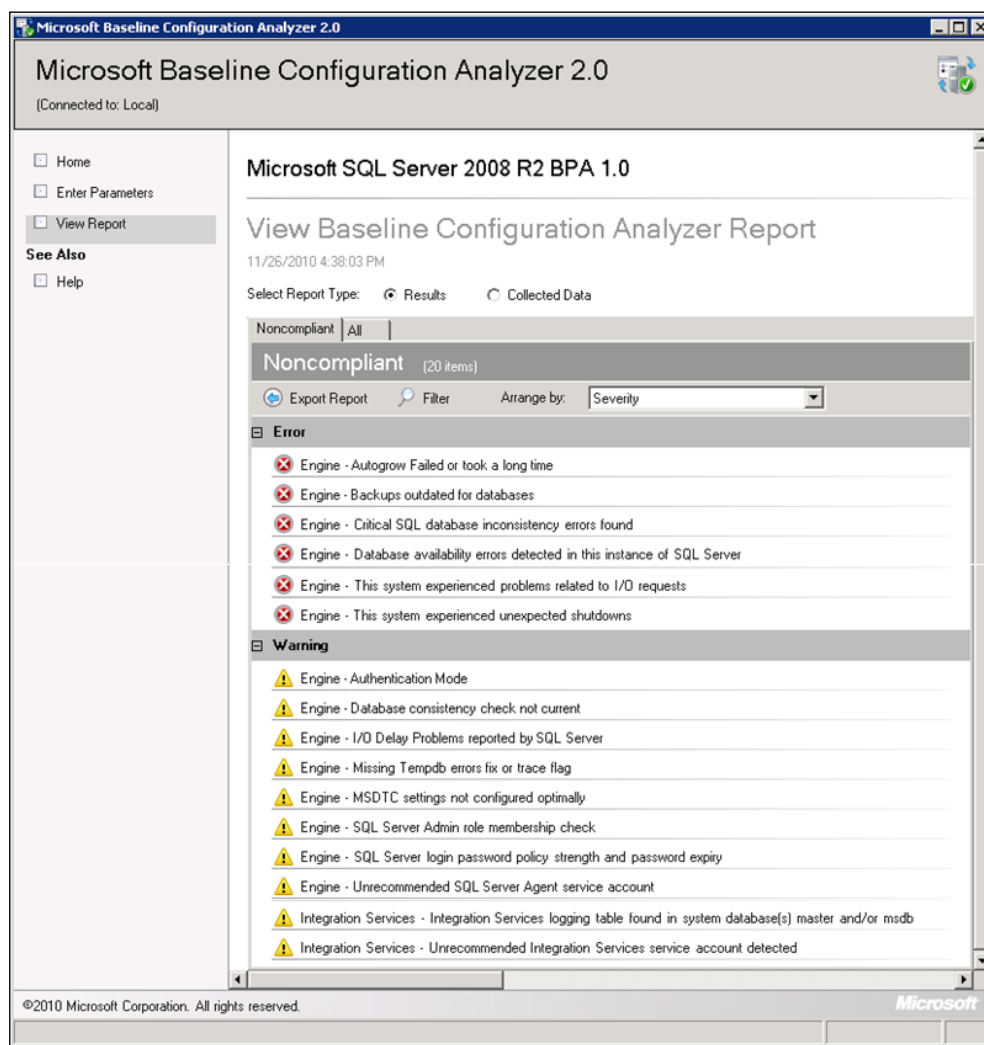 Microsoft Baseline Configuration Analyzer 2.0
Microsoft Baseline Configuration Analyzer 2.0
(Connected to: Local)
Home
Enter Parameters
View Report
See Also
Help
Microsoft SQL Server 2008 R2 BPA 1.0
View Baseline Configuration Analyzer Report
11/26/2010 4:38:03 PM
Select Report Type: Results Collected Data
Noncompliant All
Noncompliant (20 items)
Export Report Filter Arrange by: Severity
Error
Engine - Autogrow Failed or took a long time
Engine - Backups outdated for databases
Engine - Critical SQL database inconsistency errors found
Engine - Database availability errors detected in this instance of SQL Server
Engine - This system experienced problems related to I/O requests
Engine - This system experienced unexpected shutdowns
Warning
Engine - Authentication Mode
Engine - Database consistency check not current
Engine - I/O Delay Problems reported by SQL Server
Engine - Missing Tempdb errors fix or trace flag
Engine - MSDTC settings not configured optimally
Engine - SQL Server Admin role membership check
Engine - SQL Server login password policy strength and password expiry
Engine - Unrecommended SQL Server Agent service account
Integration Services - Integration Services logging table found in system database(s) master and/or msdb
Integration Services - Unrecommended Integration Services service account detected
©2010 Microsoft Corporation. All rights reserved.
Microsoft